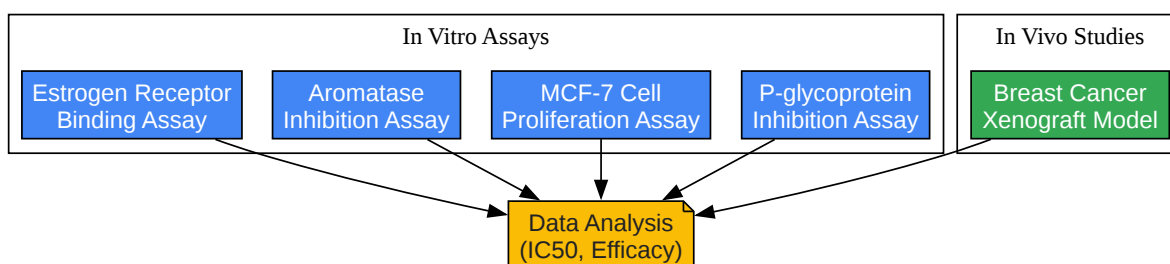 In Vitro Assays
In Vivo Studies
Estrogen Receptor
Binding Assay
Aromatase
Inhibition Assay
MCF-7 Cell
Proliferation Assay
P-glycoprotein
Inhibition Assay
Breast Cancer
Xenograft Model
Data Analysis
(IC50, Efficacy)